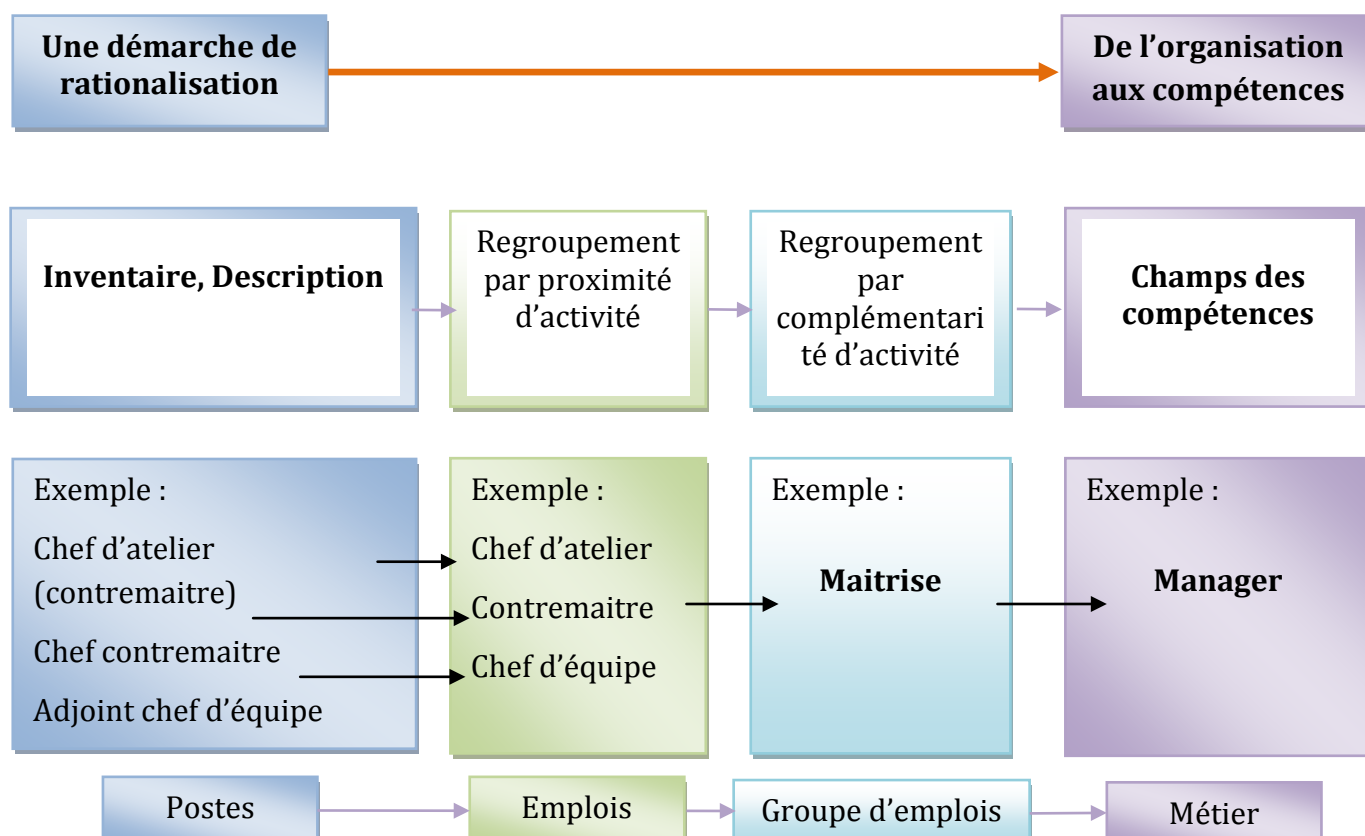 Une démarche de
rationalisation
De l’organisation
aux compétences
Inventaire, Description
Regroupement
par proximité
d’activité
Regroupement
par
complémentari
té d’activité
Champs des
compétences
Exemple :
Chef d’atelier
(contremaitre)
Chef contremaitre
Adjoint chef d’équipe
Exemple :
Chef d’atelier
Contremaitre
Chef d’équipe
Exemple :
Maitrise
Exemple :
Manager
Postes
Emplois
Groupe d’emplois
Métier